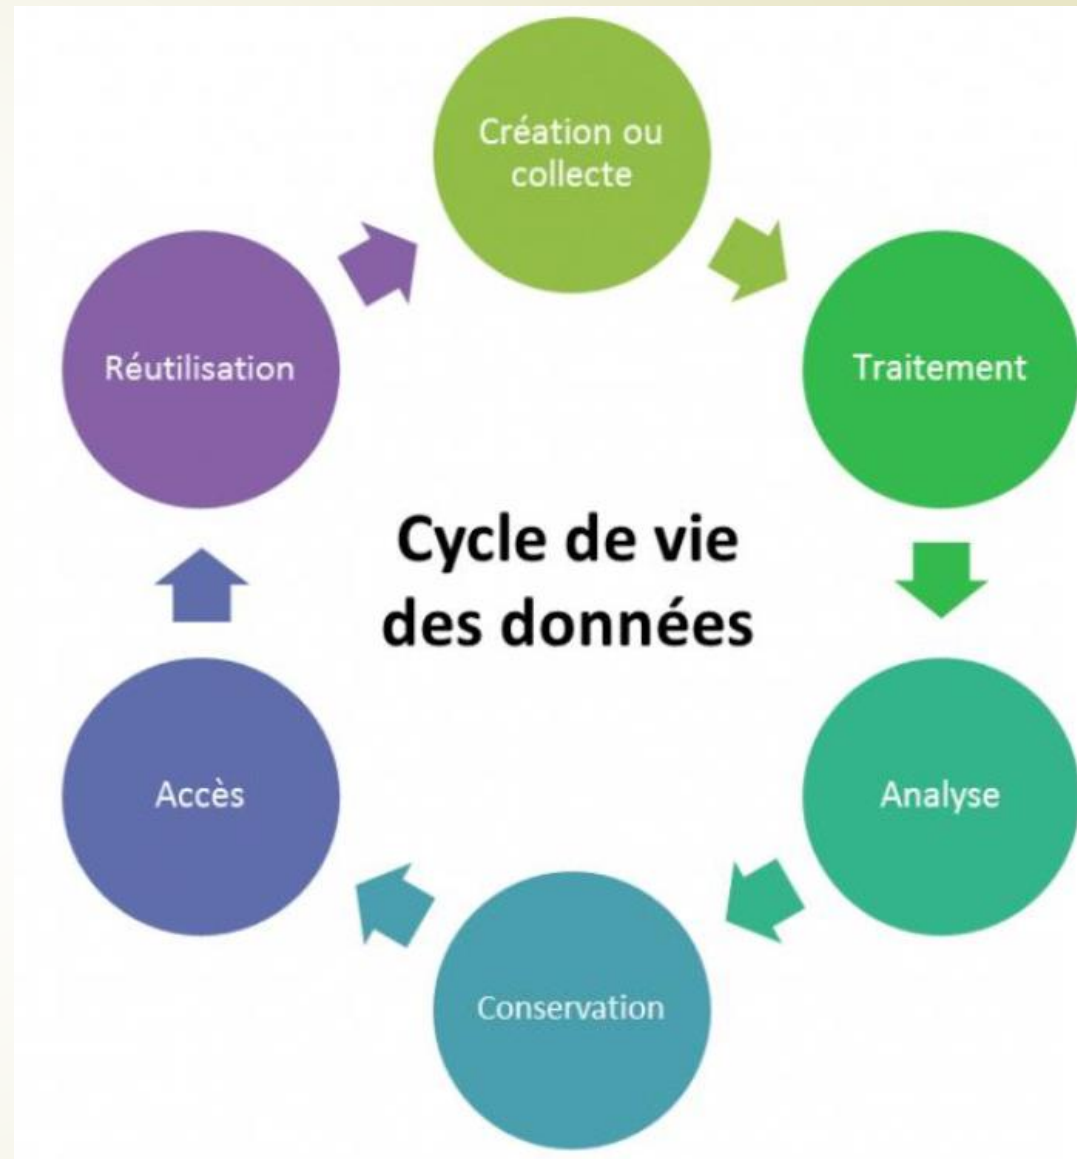 Création ou
collecte
Traitement
Analyse
Conservation
Accès
Réutilisation
Cycle de vie
des données